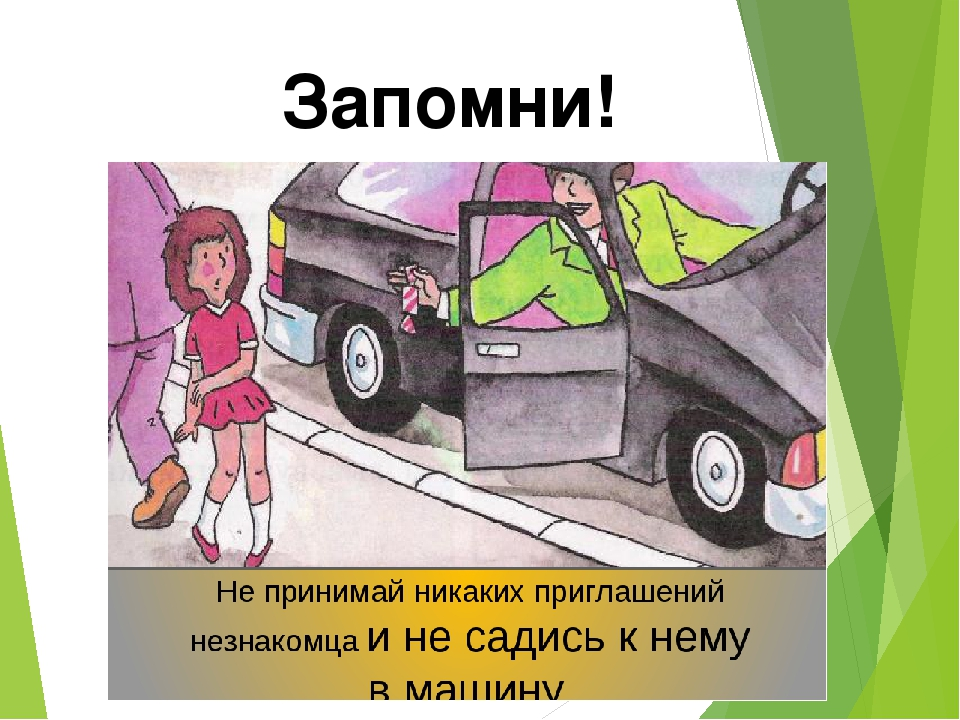 Запомни!
Не принимай никаких приглашений
незнакомца и не садись к нему
в машину